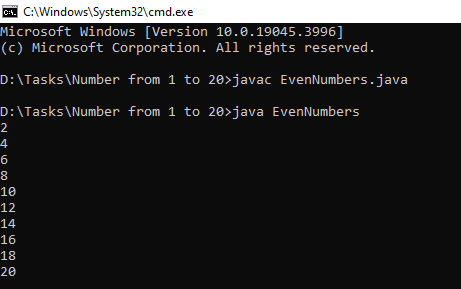 C:\Windows\System32\cmd.exe
Microsoft Windows [Version 10.0.19045.3996]
(c) Microsoft Corporation. All rights reserved.
D:\Tasks\Number from 1 to 20>javac EvenNumbers.java
D:\Tasks\Number from 1 to 20>java EvenNumbers
2
4
6
8
10
12
14
16
18
20